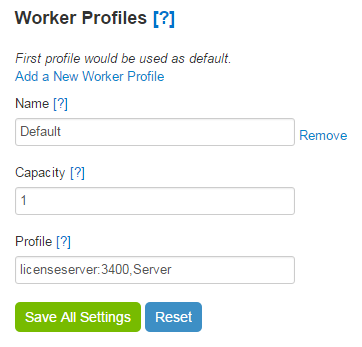 Worker Profiles [?]
First profile would be used as default.
Add a New Worker Profile
Name [?]
Default
Remove
Capacity [?]
1
Profile [?]
licenseserver:3400,Server
Save All Settings Reset